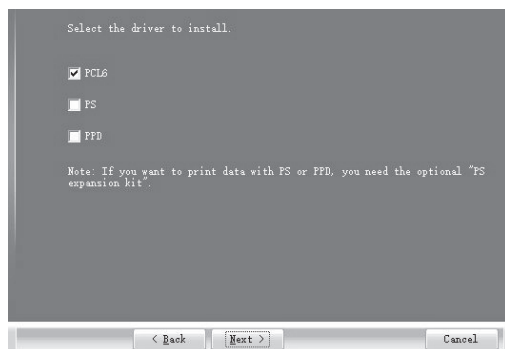 Select the driver to install.
PCL6
PS
PPD
Note: If you want to print data with PS or PPD, you need the optional "PS
expansion kit".
< Back
Next >
Cancel